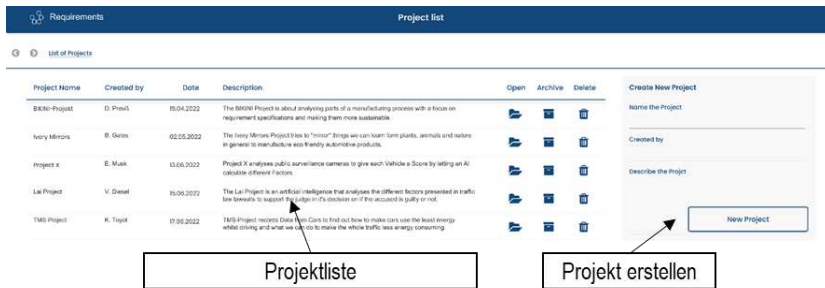 Requirements
Project list
List of Projects
Project Name Created by Date Description Open Archive Delete
BIKINI-Projekt D. Preuß 15.04.2022 The BIKINI Project is about analysing parts of a manufacturing process with a focus on
requirement specifications and making them more sustainable.
Ivory Mirrors B. Gates 02.05.2022 The Ivory Mirrors Project tries to "mirror" things we can learn form plants, animals and nature
in general to manufacture eco friendly automotive products.
Project X E. Musk 13.06.2022 Project X analyses public surveillance cameras to give each Vehicle a Score by letting an AI
calculate different Factors.
Lai Project V. Diesel 15.06.2022 The Lai Project is an artificial intelligence that analyses the different factors presented in traffic
law lawsuits to support the judge in it's decision on if the accused is guilty or not.
TMS Project K. Toyot 17.08.2022 TMS-Project records Data from Cars to find out how to make cars use the least energy
whilst driving and what we can do to make the whole traffic less energy consuming.
Create New Project
Name the Project
Created by
Describe the Projct
New Project
Projektliste
Projekt erstellen